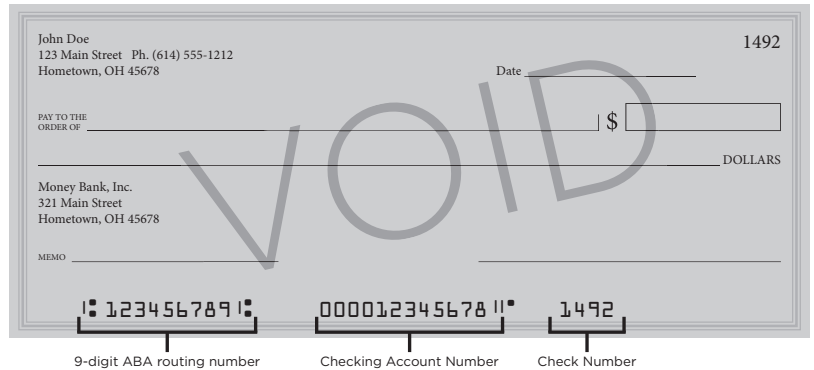 John Doe
123 Main Street Ph. (614) 555-1212
Hometown, OH 45678
1492
Date
PAY TO THE
ORDER OF
$
DOLLARS
VOID
Money Bank, Inc.
321 Main Street
Hometown, OH 45678
MEMO
⑆ 123456789⑆ 000012345678⑈ 1492
9-digit ABA routing number Checking Account Number Check Number